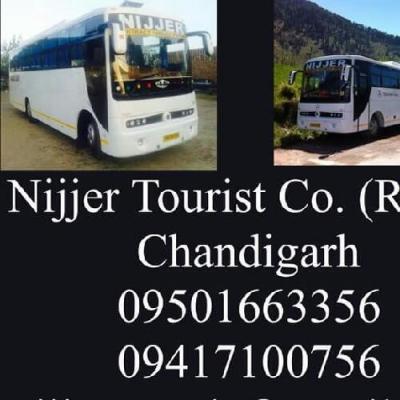 NIJJER
NIJJER
Nijjer Tourist Co. (R
Chandigarh
09501663356
09417100756